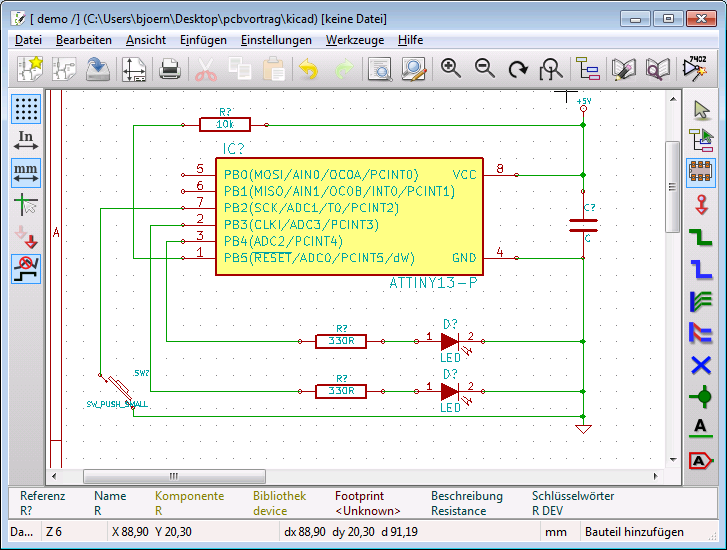 [ demo /] (C:\Users\bjoern\Desktop\pcbvortrag\kicad) [keine Datei]
Datei Bearbeiten Ansicht Einfügen Einstellungen Werkzeuge Hilfe
7402
In
mm
A
+5V
R?
10k
IC?
5 PB0(MOSI/AIN0/OC0A/PCINT0) VCC 8
6 PB1(MISO/AIN1/OC0B/INT0/PCINT1)
7 PB2(SCK/ADC1/T0/PCINT2)
2 PB3(CLKI/ADC3/PCINT3)
3 PB4(ADC2/PCINT4)
1 PB5(RESET/ADC0/PCINT5/dW) GND 4
ATTINY13-P
C?
C
R?
330R
D?
1 2
LED
SW?
SW_PUSH_SMALL
R?
330R
D?
1 2
LED
A
A
Referenz Name Komponente Bibliothek Footprint Beschreibung Schlüsselwörter
R? R R device <Unknown> Resistance R DEV
Da... Z 6 X 88,90 Y 20,30 dx 88,90 dy 20,30 d 91,19 mm Bauteil hinzufügen